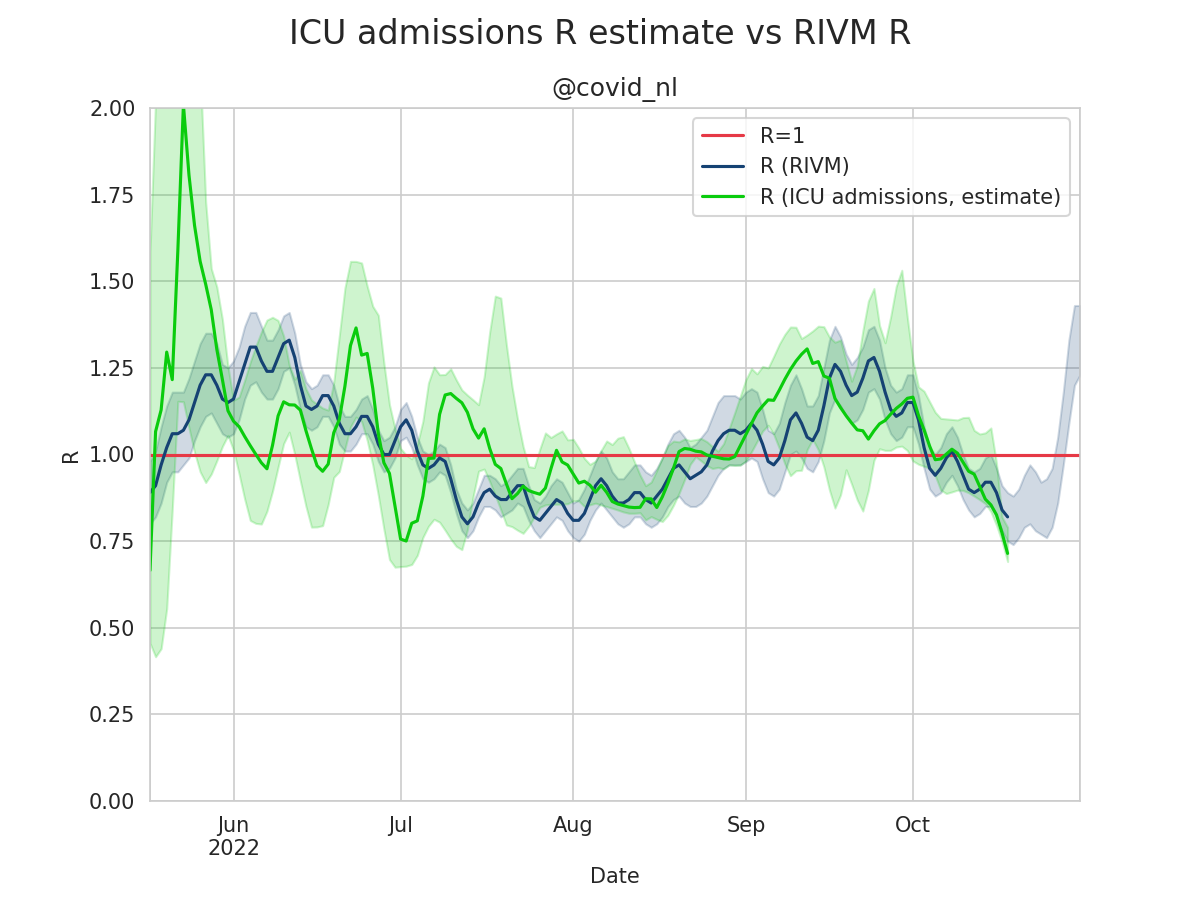 ICU admissions R estimate vs RIVM R
@covid_nl
R=1
R (RIVM)
R (ICU admissions, estimate)
2.00
1.75
1.50
1.25
1.00
0.75
0.50
0.25
0.00
R
Jun
2022
Jul
Aug
Sep
Oct
Date